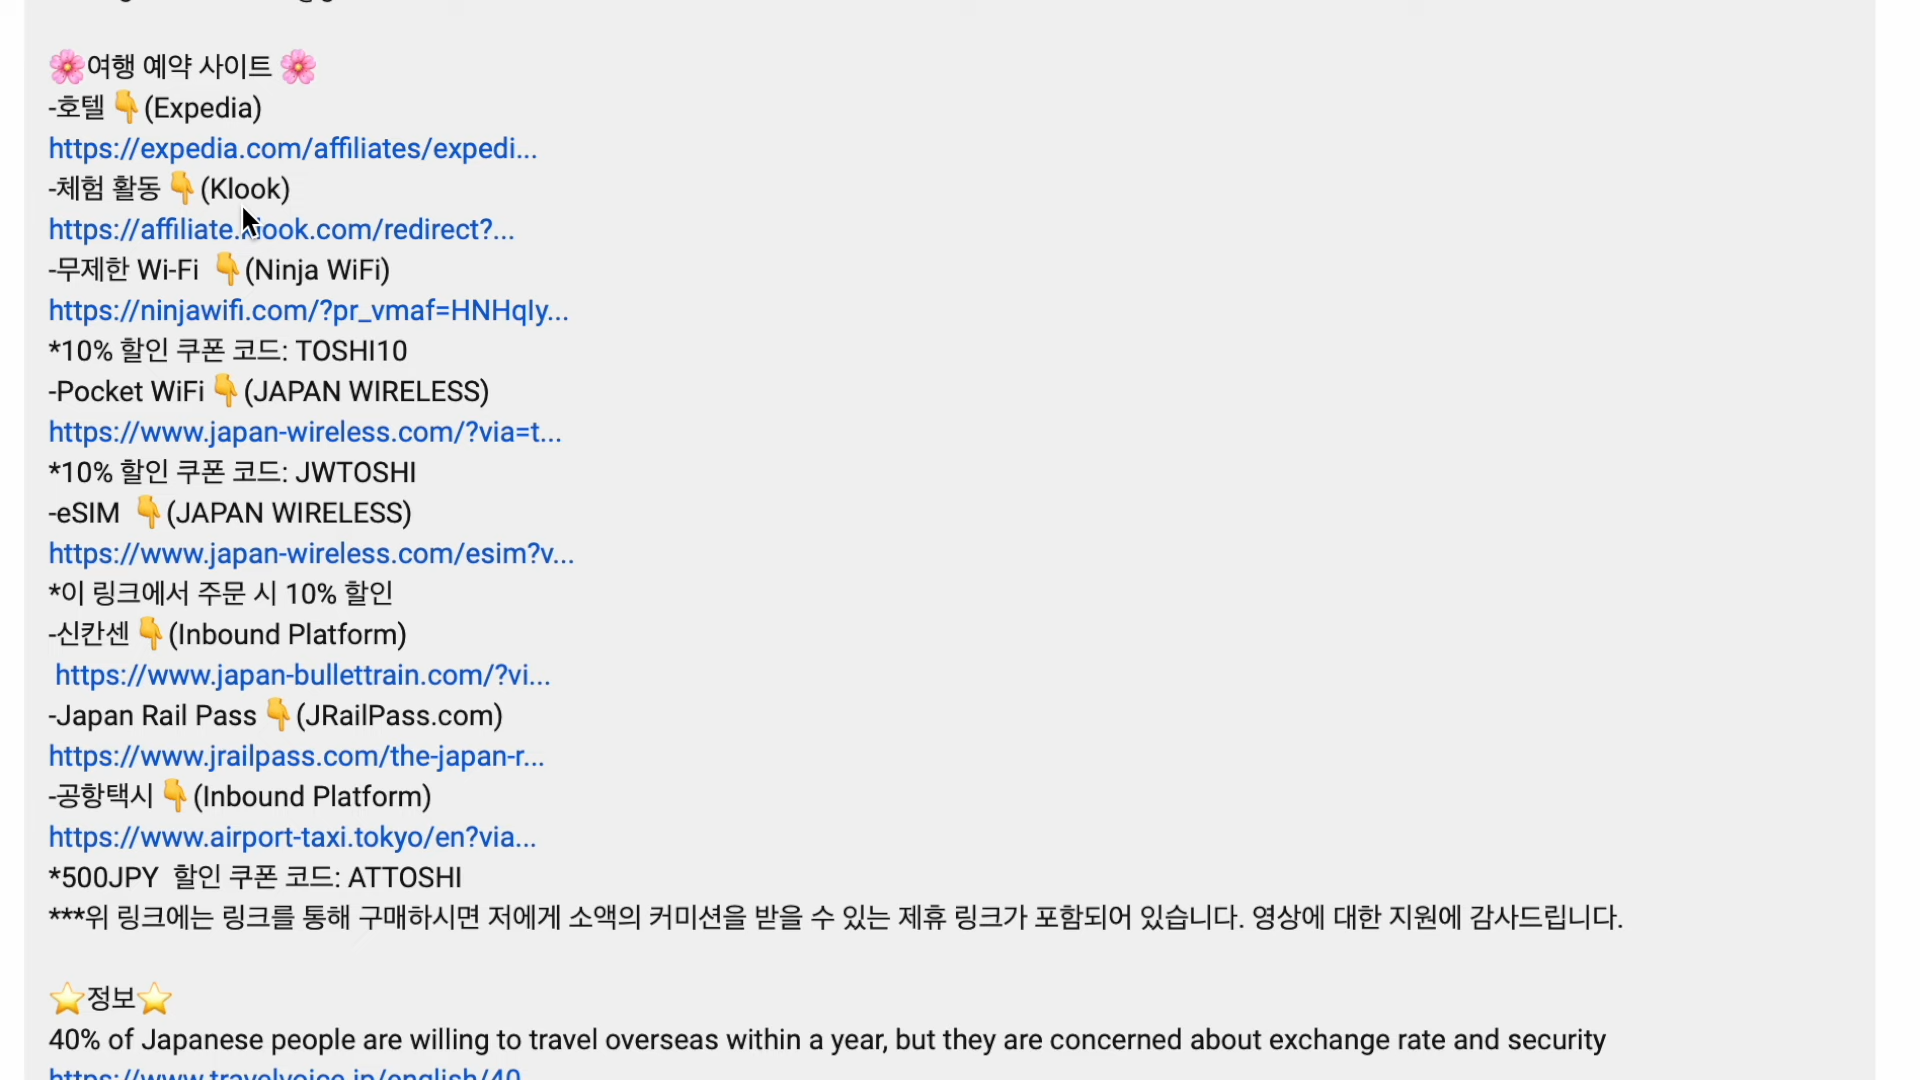 🌸여행 예약 사이트 🌸
-호텔 👇(Expedia)
https://expedia.com/affiliates/expedi...
-체험 활동 👇(Klook)
https://affiliate.klook.com/redirect?...
-무제한 Wi-Fi 👇(Ninja WiFi)
https://ninjawifi.com/?pr_vmaf=HNHqIy...
*10% 할인 쿠폰 코드: TOSHI10
-Pocket WiFi 👇(JAPAN WIRELESS)
https://www.japan-wireless.com/?via=t...
*10% 할인 쿠폰 코드: JWTOSHI
-eSIM 👇(JAPAN WIRELESS)
https://www.japan-wireless.com/esim?v...
*이 링크에서 주문 시 10% 할인
-신칸센 👇(Inbound Platform)
https://www.japan-bullettrain.com/?vi...
-Japan Rail Pass 👇(JRailPass.com)
https://www.jrailpass.com/the-japan-r...
-공항택시 👇(Inbound Platform)
https://www.airport-taxi.tokyo/en?via...
*500JPY 할인 쿠폰 코드: ATTOSHI
***위 링크에는 링크를 통해 구매하시면 저에게 소액의 커미션을 받을 수 있는 제휴 링크가 포함되어 있습니다. 영상에 대한 지원에 감사드립니다.
⭐정보⭐
40% of Japanese people are willing to travel overseas within a year, but they are concerned about exchange rate and security
https://www.travelvoice.jp/english/40